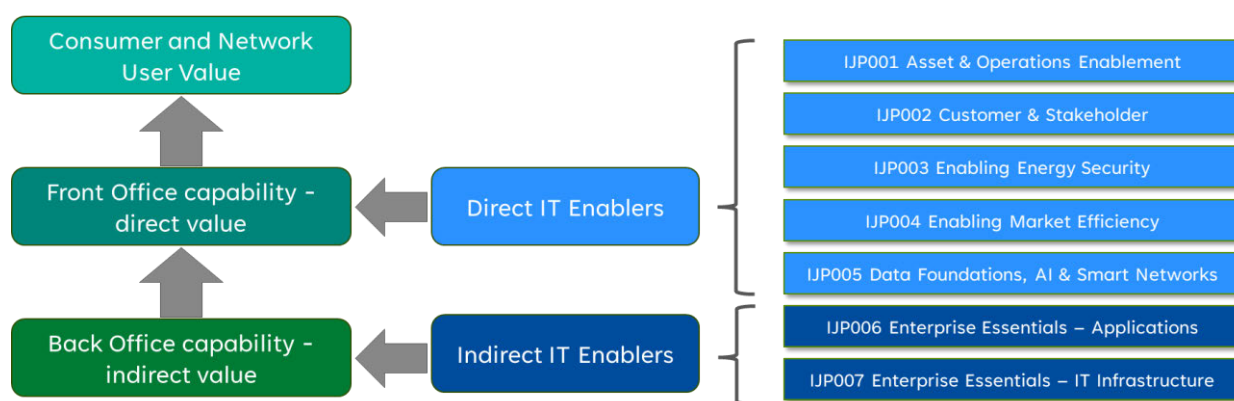 Consumer and Network
User Value
Front Office capability –
direct value
Back Office capability –
indirect value
Direct IT Enablers
Indirect IT Enablers
IJP001 Asset & Operations Enablement
IJP002 Customer & Stakeholder
IJP003 Enabling Energy Security
IJP004 Enabling Market Efficiency
IJP005 Data Foundations, AI & Smart Networks
IJP006 Enterprise Essentials – Applications
IJP007 Enterprise Essentials – IT Infrastructure